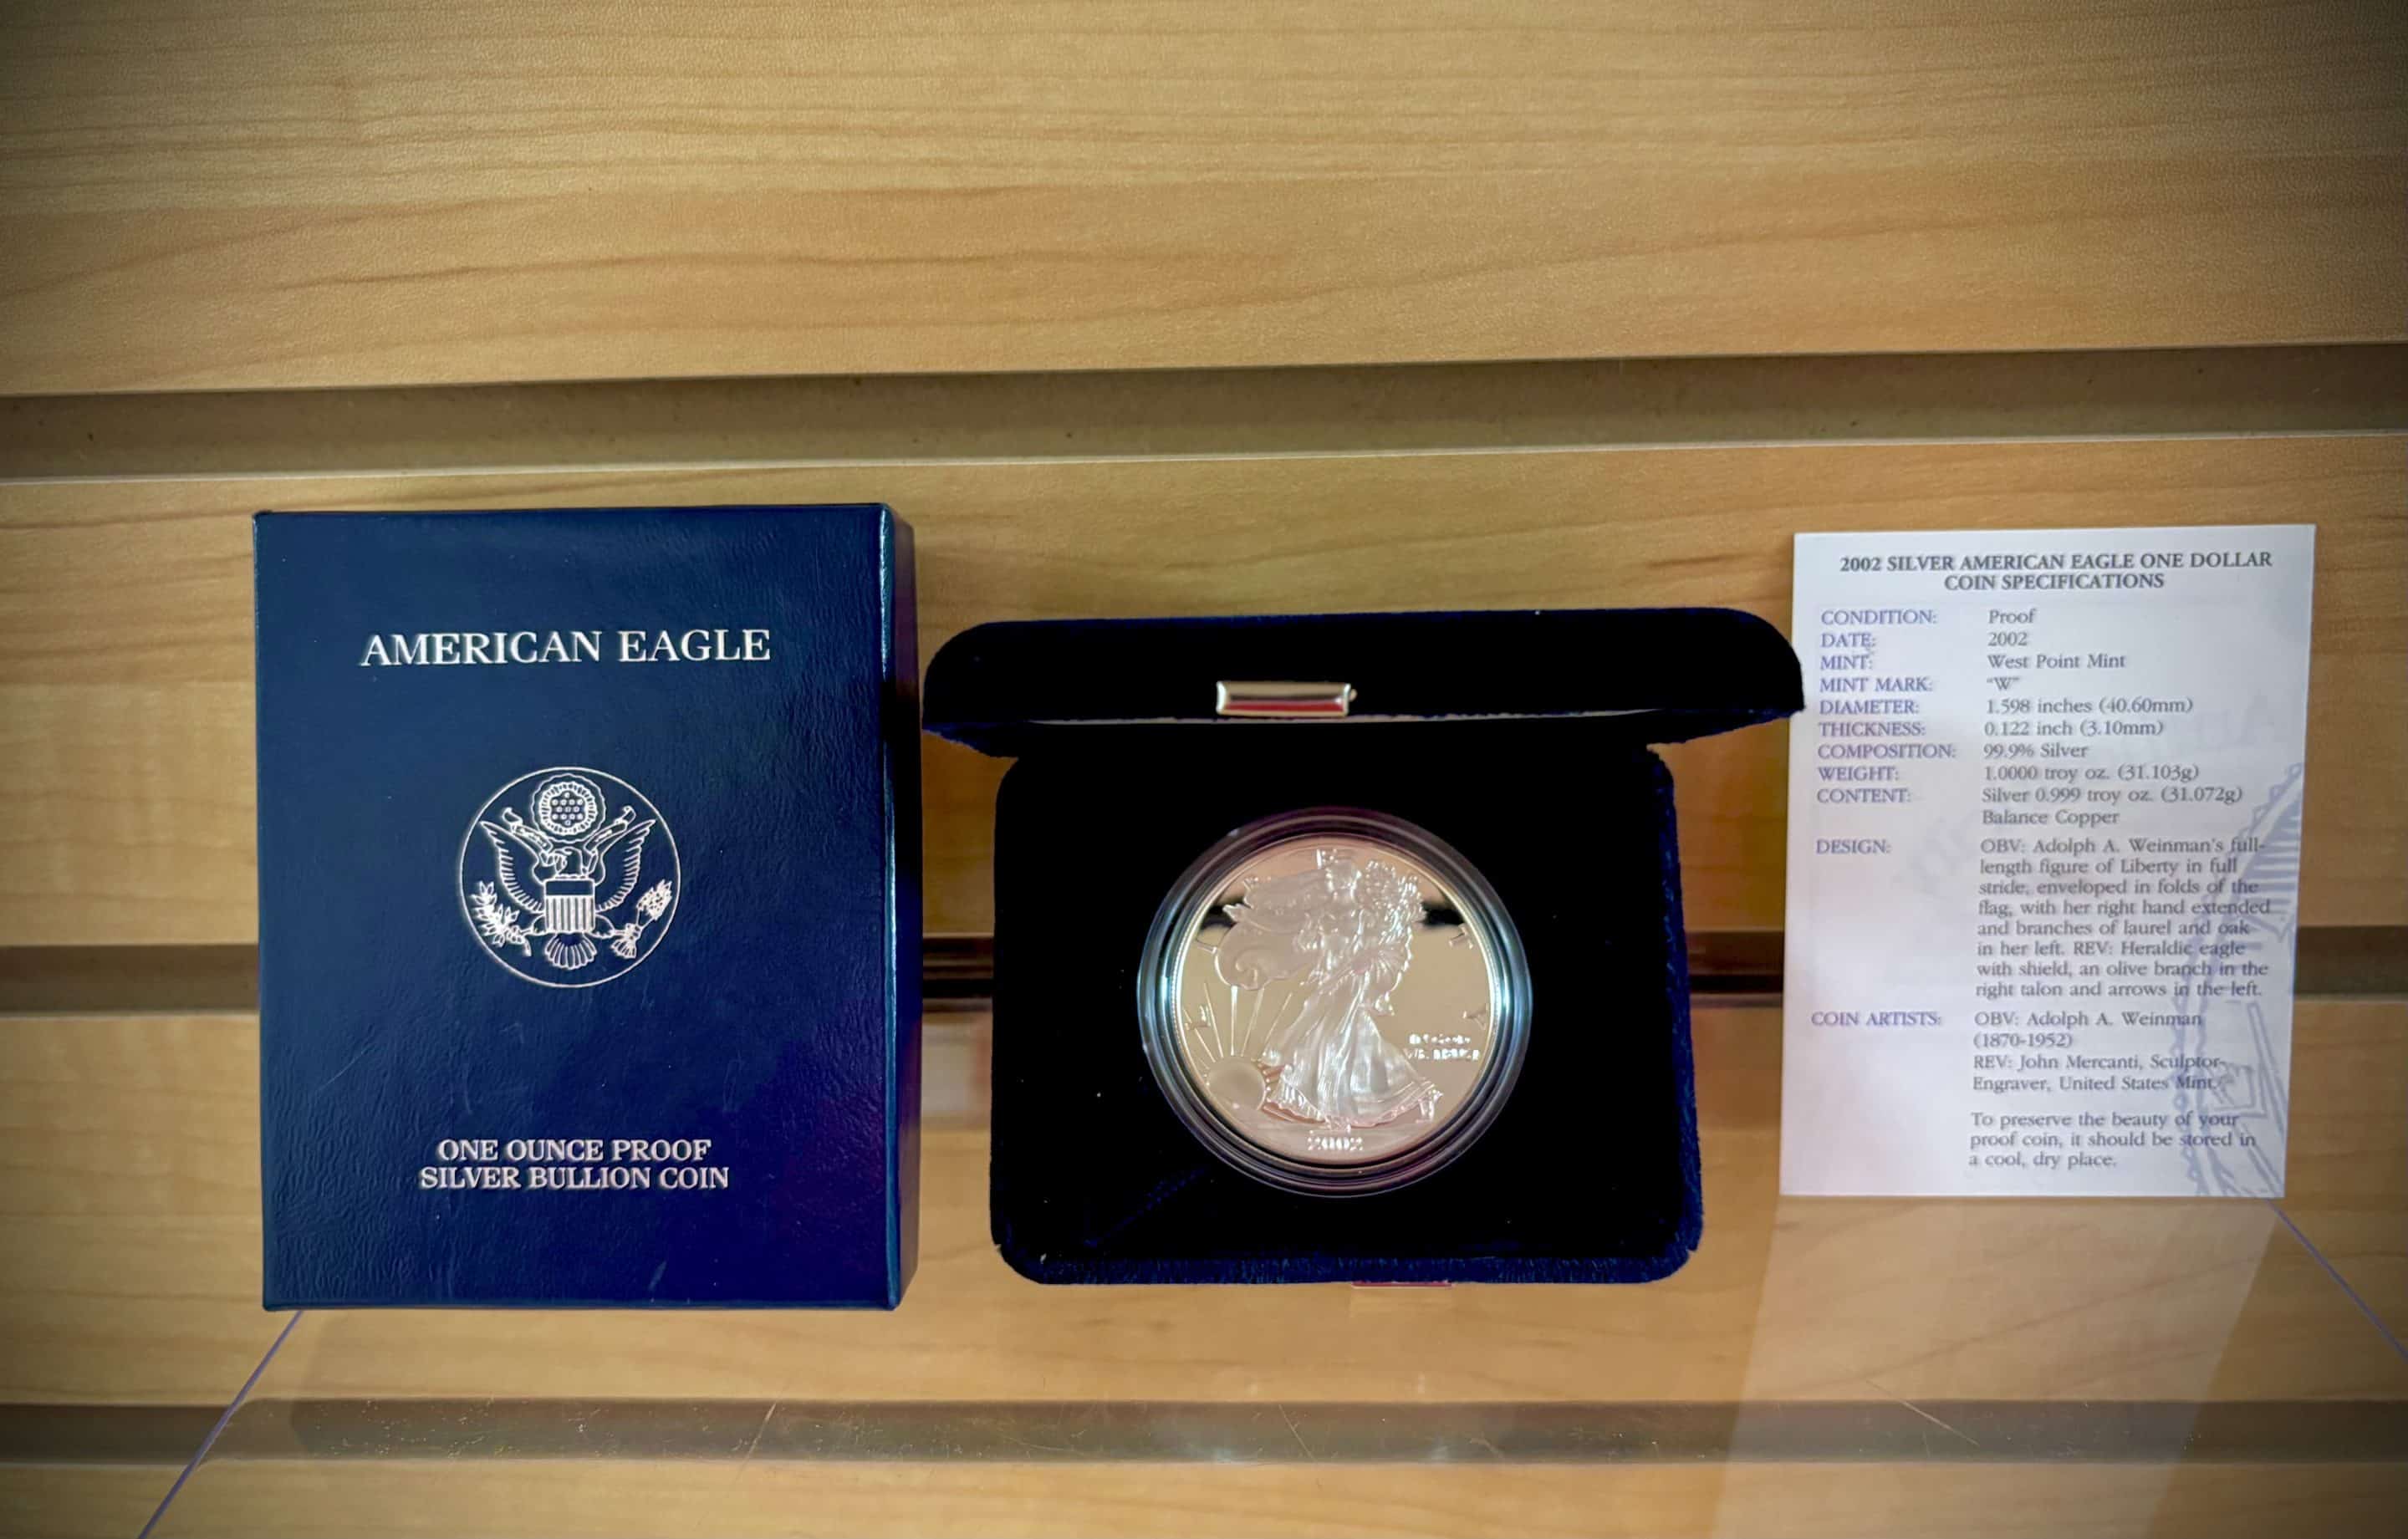 AMERICAN EAGLE
ONE OUNCE PROOF
SILVER BULLION COIN
2002
2002 SILVER AMERICAN EAGLE ONE DOLLAR
COIN SPECIFICATIONS
CONDITION: Proof
DATE: 2002
MINT: West Point Mint
MINT MARK: "W"
DIAMETER: 1.598 inches (40.60mm)
THICKNESS: 0.122 inch (3.10mm)
COMPOSITION: 99.9% Silver
WEIGHT: 1.0000 troy oz. (31.103g)
CONTENT: Silver 0.999 troy oz. (31.072g)
Balance Copper
DESIGN: OBV: Adolph A. Weinman's full-
length figure of Liberty in full
stride, enveloped in folds of the
flag, with her right hand extended
and branches of laurel and oak
in her left. REV: Heraldic eagle
with shield, an olive branch in the
right talon and arrows in the left.
COIN ARTISTS: OBV: Adolph A. Weinman
(1870-1952)
REV: John Mercanti, Sculptor-
Engraver, United States Mint.
To preserve the beauty of your
proof coin, it should be stored in
a cool, dry place.